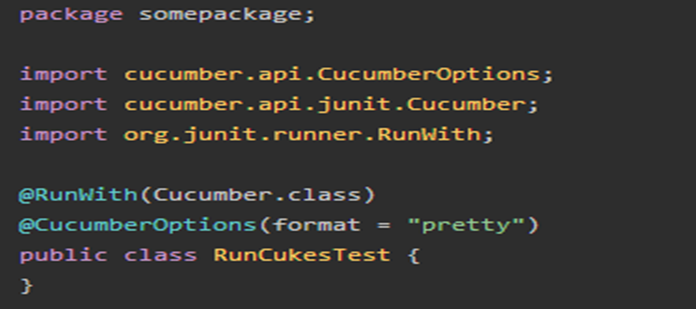 package somepackage;
import cucumber.api.CucumberOptions;
import cucumber.api.junit.Cucumber;
import org.junit.runner.RunWith;
@RunWith(Cucumber.class)
@CucumberOptions(format = "pretty")
public class RunCukesTest {
}